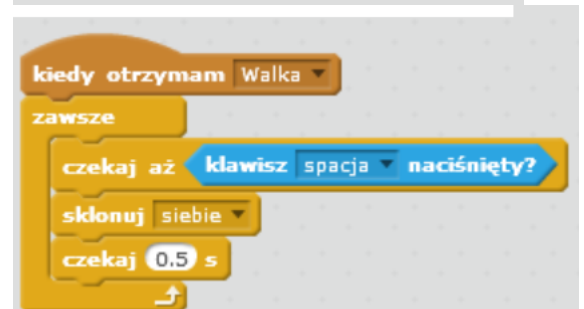 kiedy otrzymam Walka
zawsze
czekaj aż klawisz spacja naciśnięty?
sklonuj siebie
czekaj 0.5 s